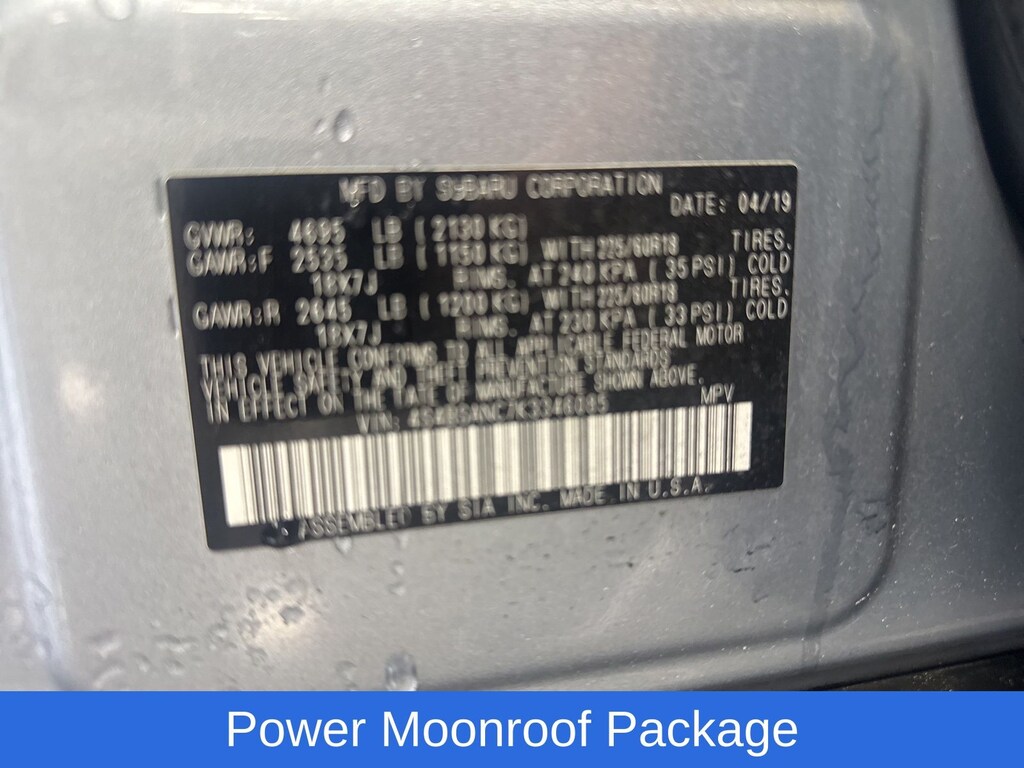 MFD BY SUBARU CORPORATION DATE: 04/19
GVWR: 4695 LB ( 2130 KG)
GAWR:F 2535 LB ( 1150 KG) WITH 225/60R18 TIRES.
18X7J RIMS. AT 240 KPA ( 35 PSI) COLD
GAWR:R 2645 LB ( 1200 KG) WITH 225/60R18 TIRES.
18X7J RIMS. AT 230 KPA ( 33 PSI) COLD
THIS VEHICLE CONFORMS TO ALL APPLICABLE FEDERAL MOTOR
VEHICLE SAFETY AND THEFT PREVENTION STANDARDS
IN EFFECT ON THE DATE OF MANUFACTURE SHOWN ABOVE.
VIN: MPV
ASSEMBLED BY SIA INC. MADE IN U.S.A.
Power Moonroof Package